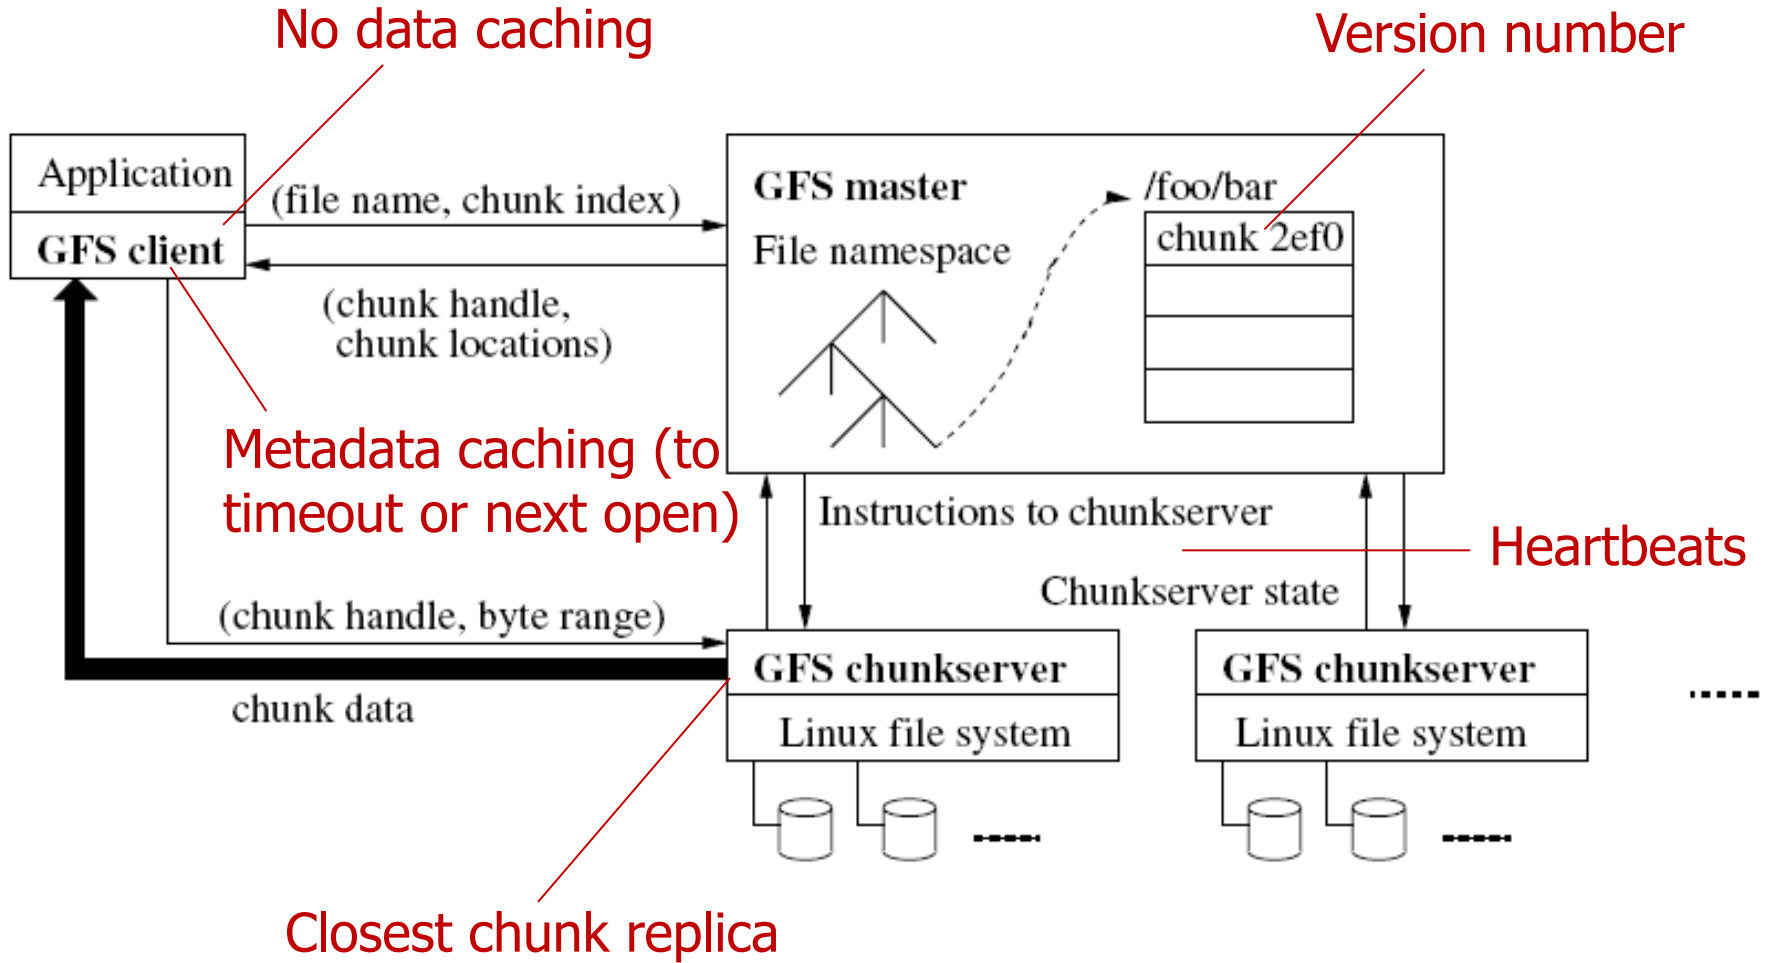 No data caching
Version number
Application
GFS client
(file name, chunk index)
(chunk handle,
chunk locations)
GFS master
File namespace
/foo/bar
chunk 2ef0
Metadata caching (to
timeout or next open)
Instructions to chunkserver
Heartbeats
Chunkserver state
(chunk handle, byte range)
chunk data
GFS chunkserver
Linux file system
GFS chunkserver
Linux file system
Closest chunk replica